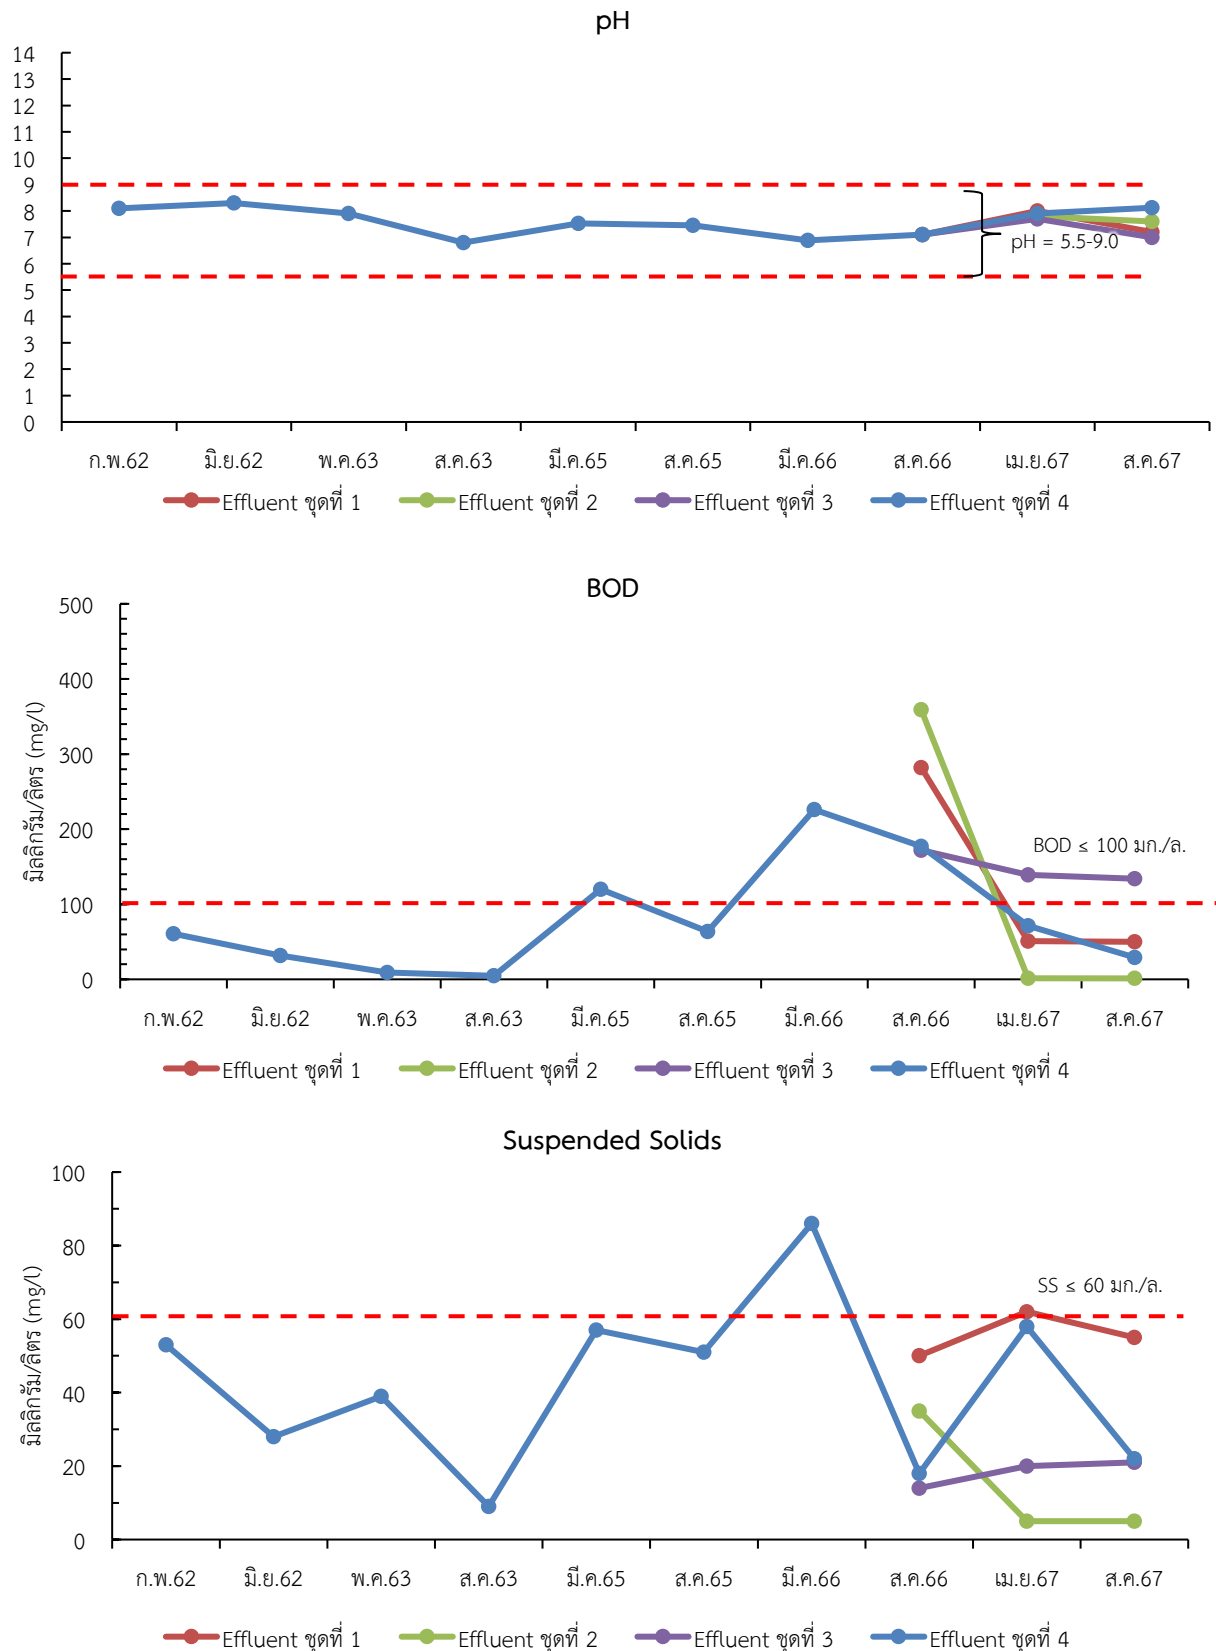 pH
14
13
12
11
10
9
8
7
6
5
4
3
2
1
0
pH = 5.5-9.0
ก.พ.62 มิ.ย.62 พ.ค.63 ส.ค.63 มี.ค.65 ส.ค.65 มี.ค.66 ส.ค.66 เม.ย.67 ส.ค.67
Effluent ชุดที่ 1 Effluent ชุดที่ 2 Effluent ชุดที่ 3 Effluent ชุดที่ 4
BOD
มิลลิกรัม/ลิตร (mg/l)
500
400
300
200
100
0
BOD ≤ 100 มก./ล.
ก.พ.62 มิ.ย.62 พ.ค.63 ส.ค.63 มี.ค.65 ส.ค.65 มี.ค.66 ส.ค.66 เม.ย.67 ส.ค.67
Effluent ชุดที่ 1 Effluent ชุดที่ 2 Effluent ชุดที่ 3 Effluent ชุดที่ 4
Suspended Solids
มิลลิกรัม/ลิตร (mg/l)
100
80
60
40
20
0
SS ≤ 60 มก./ล.
ก.พ.62 มิ.ย.62 พ.ค.63 ส.ค.63 มี.ค.65 ส.ค.65 มี.ค.66 ส.ค.66 เม.ย.67 ส.ค.67
Effluent ชุดที่ 1 Effluent ชุดที่ 2 Effluent ชุดที่ 3 Effluent ชุดที่ 4